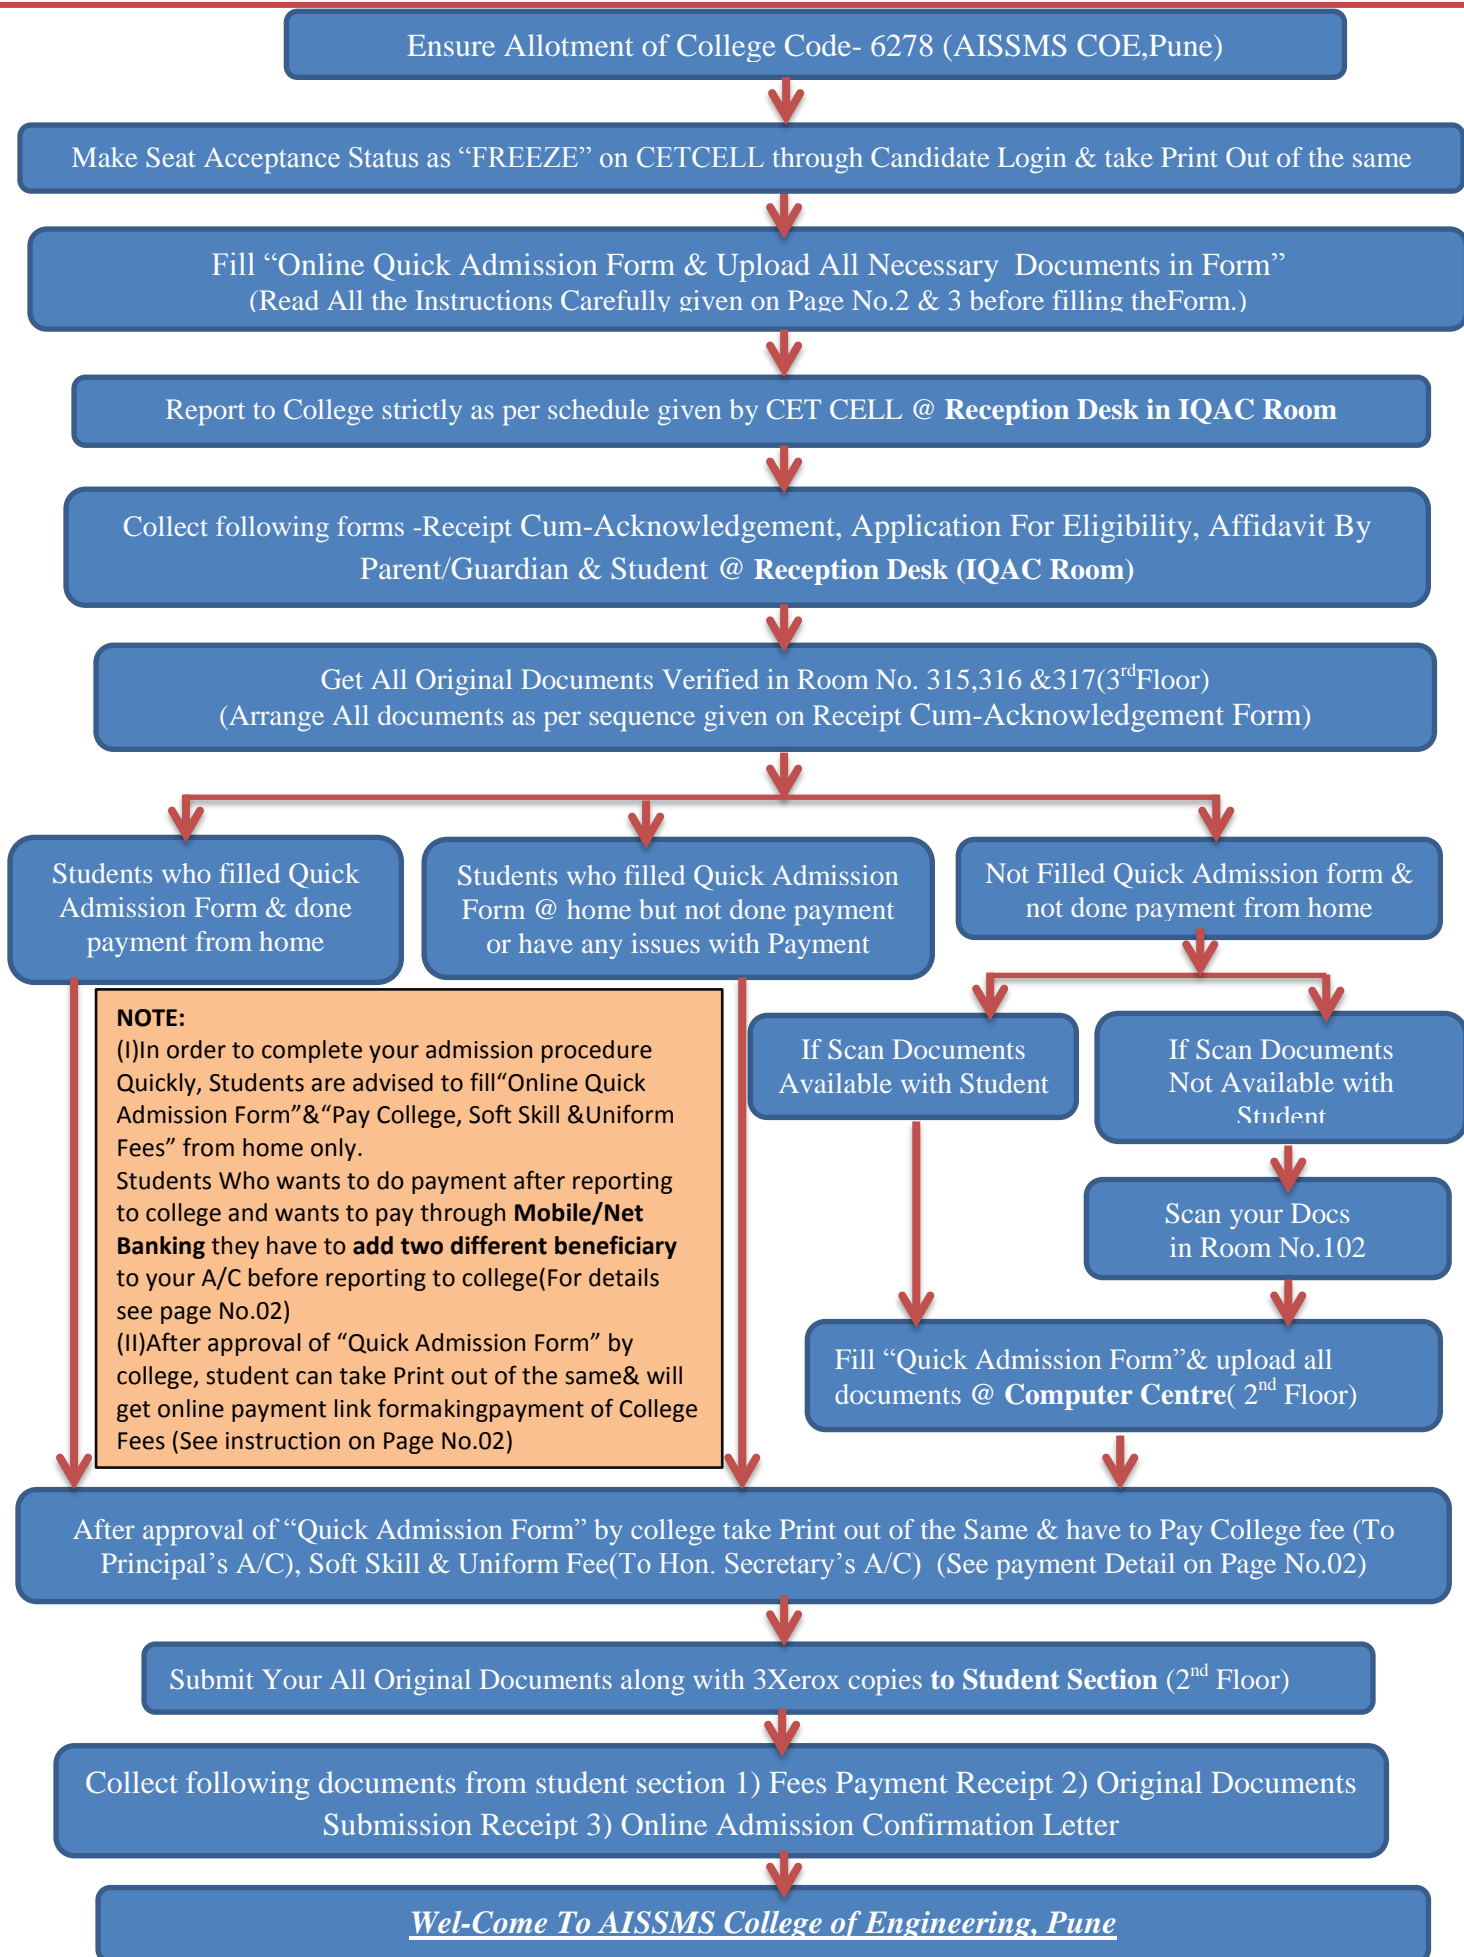 Ensure Allotment of College Code- 6278 (AISSMS COE,Pune)
Make Seat Acceptance Status as “FREEZE” on CETCELL through Candidate Login & take Print Out of the same
Fill “Online Quick Admission Form & Upload All Necessary Documents in Form”
(Read All the Instructions Carefully given on Page No.2 & 3 before filling theForm.)
Report to College strictly as per schedule given by CET CELL @ Reception Desk in IQAC Room
Collect following forms -Receipt Cum-Acknowledgement, Application For Eligibility, Affidavit By
Parent/Guardian & Student @ Reception Desk (IQAC Room)
Get All Original Documents Verified in Room No. 315,316 &317(3rdFloor)
(Arrange All documents as per sequence given on Receipt Cum-Acknowledgement Form)
Students who filled Quick
Admission Form & done
payment from home
Students who filled Quick Admission
Form @ home but not done payment
or have any issues with Payment
Not Filled Quick Admission form &
not done payment from home
NOTE:
(I)In order to complete your admission procedure
Quickly, Students are advised to fill“Online Quick
Admission Form”&“Pay College, Soft Skill &Uniform
Fees” from home only.
Students Who wants to do payment after reporting
to college and wants to pay through Mobile/Net
Banking they have to add two different beneficiary
to your A/C before reporting to college(For details
see page No.02)
(II)After approval of “Quick Admission Form” by
college, student can take Print out of the same& will
get online payment link formakingpayment of College
Fees (See instruction on Page No.02)
If Scan Documents
Available with Student
If Scan Documents
Not Available with
Student
Scan your Docs
in Room No.102
Fill “Quick Admission Form”& upload all
documents @ Computer Centre( 2nd Floor)
After approval of “Quick Admission Form” by college take Print out of the Same & have to Pay College fee (To
Principal’s A/C), Soft Skill & Uniform Fee(To Hon. Secretary’s A/C) (See payment Detail on Page No.02)
Submit Your All Original Documents along with 3Xerox copies to Student Section (2nd Floor)
Collect following documents from student section 1) Fees Payment Receipt 2) Original Documents
Submission Receipt 3) Online Admission Confirmation Letter
Wel-Come To AISSMS College of Engineering, Pune